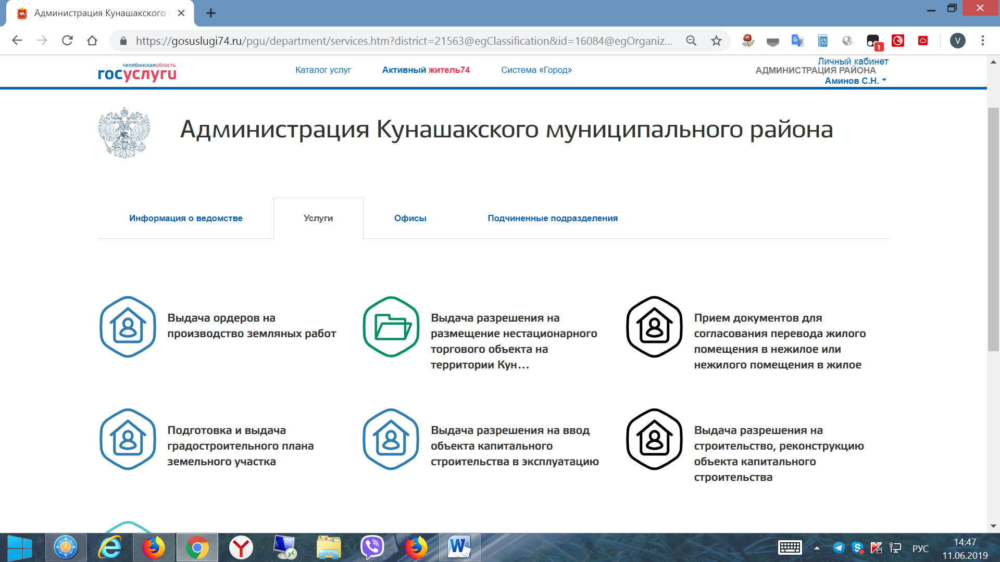 Администрация Кунашакского
https://gosuslugi74.ru/pgu/department/services.htm?district=21563@egClassification&id=16084@egOrganiz...
1
V
челябинскаяобласть
госуслуги
Каталог услуг
Активный житель74
Система «Город»
Личный кабинет
АДМИНИСТРАЦИЯ РАЙОНА
Аминов С.Н.
Администрация Кунашакского муниципального района
Информация о ведомстве
Услуги
Офисы
Подчиненные подразделения
Выдача ордеров на
производство земляных работ
Выдача разрешения на
размещение нестационарного
торгового объекта на
территории Кун…
Прием документов для
согласования перевода жилого
помещения в нежилое или
нежилого помещения в жилое
Подготовка и выдача
градостроительного плана
земельного участка
Выдача разрешения на ввод
объекта капитального
строительства в эксплуатацию
Выдача разрешения на
строительство, реконструкцию
объекта капитального
строительства
РУС
14:47
11.06.2019